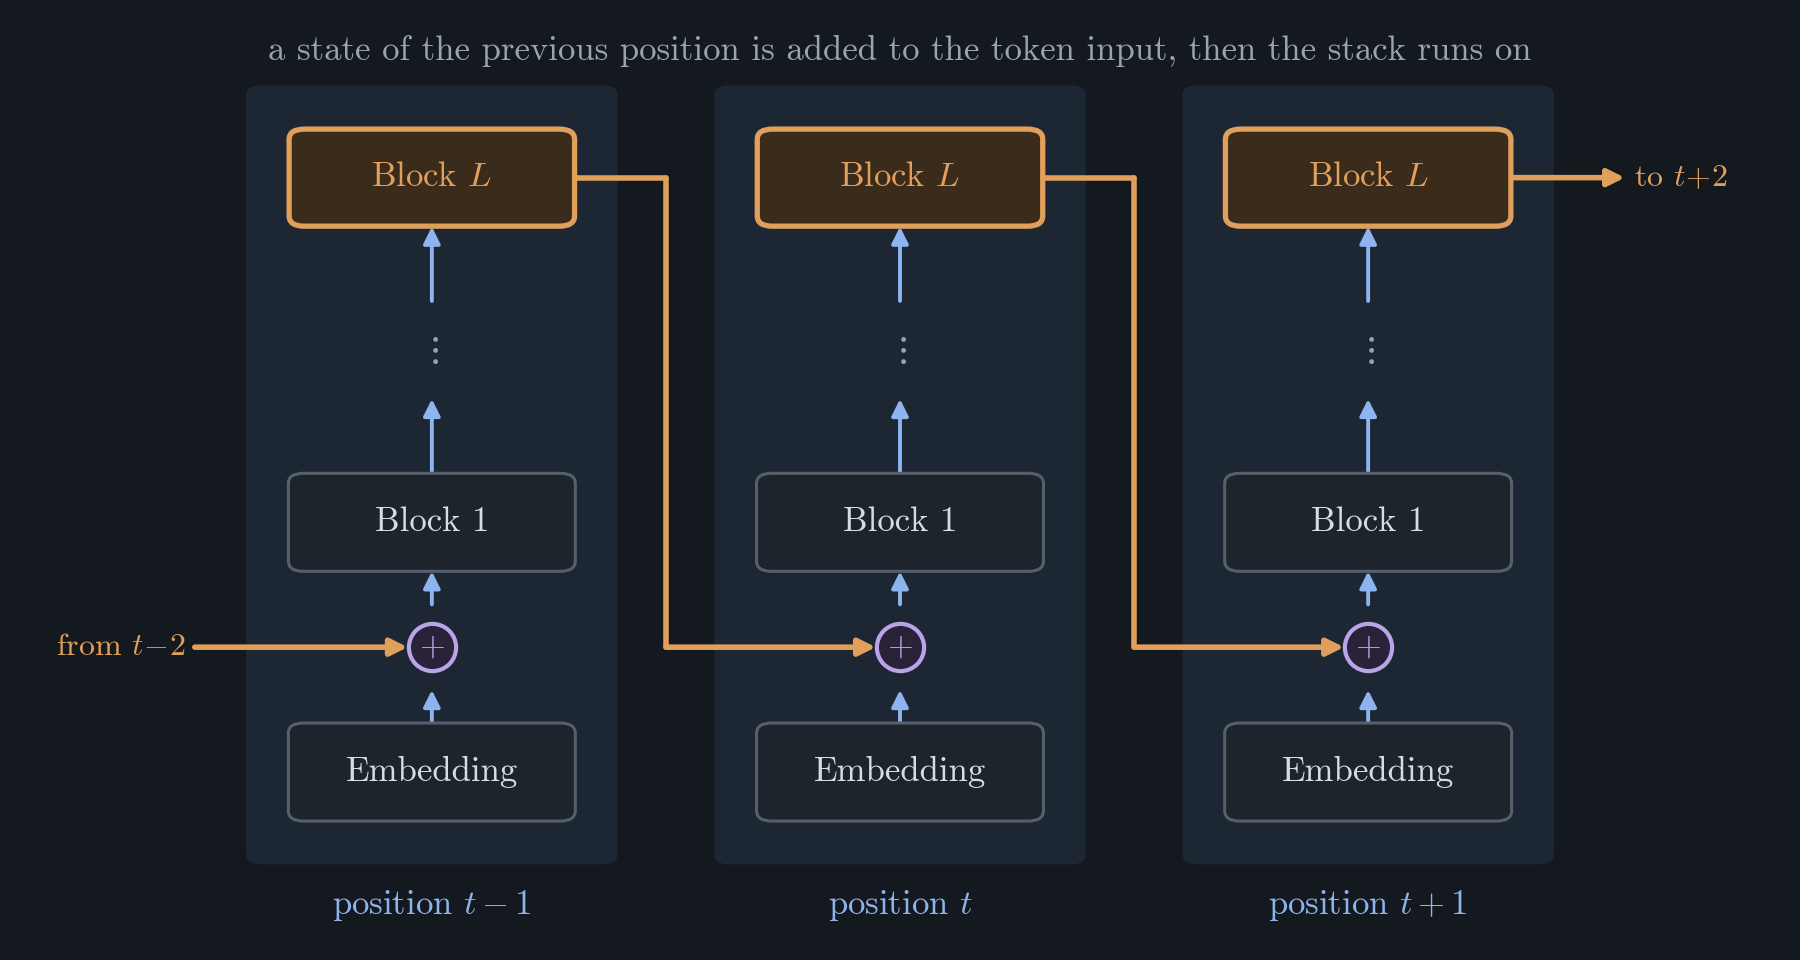 a state of the previous position is added to the token input, then the stack runs on
Block L
Block L
Block L
to t+2
⋮
⋮
⋮
Block 1
Block 1
Block 1
from t−2
+
+
+
Embedding
Embedding
Embedding
position t − 1
position t
position t + 1